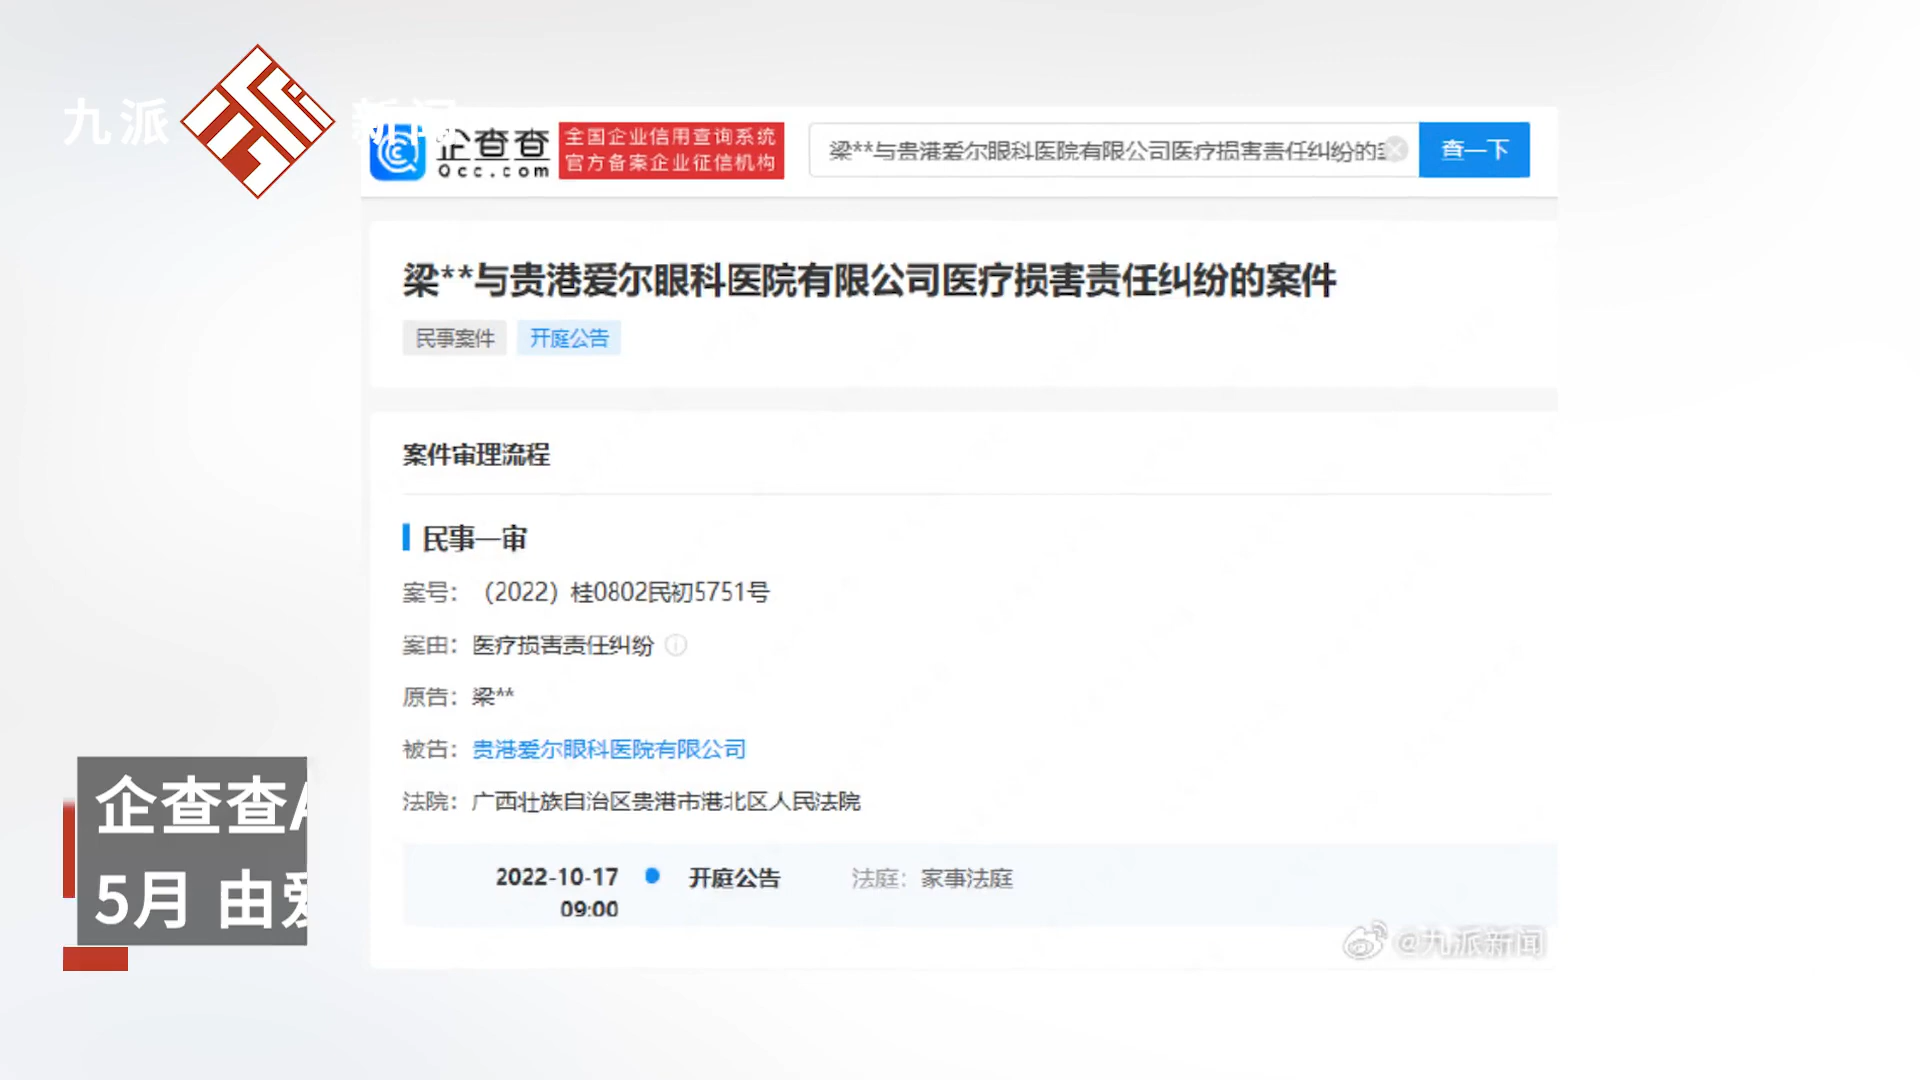 九派 新闻
企查查
Qcc.com
全国企业信用查询系统
官方备案企业征信机构
梁**与贵港爱尔眼科医院有限公司医疗损害责任纠纷的
查一下
梁**与贵港爱尔眼科医院有限公司医疗损害责任纠纷的案件
民事案件 开庭公告
案件审理流程
民事一审
案号：（2022）桂0802民初5751号
案由：医疗损害责任纠纷
原告：梁**
被告：贵港爱尔眼科医院有限公司
法院：广西壮族自治区贵港市港北区人民法院
2022-10-17 开庭公告 法庭：家事法庭
09:00
企查查
5月 由爱
@九派新闻